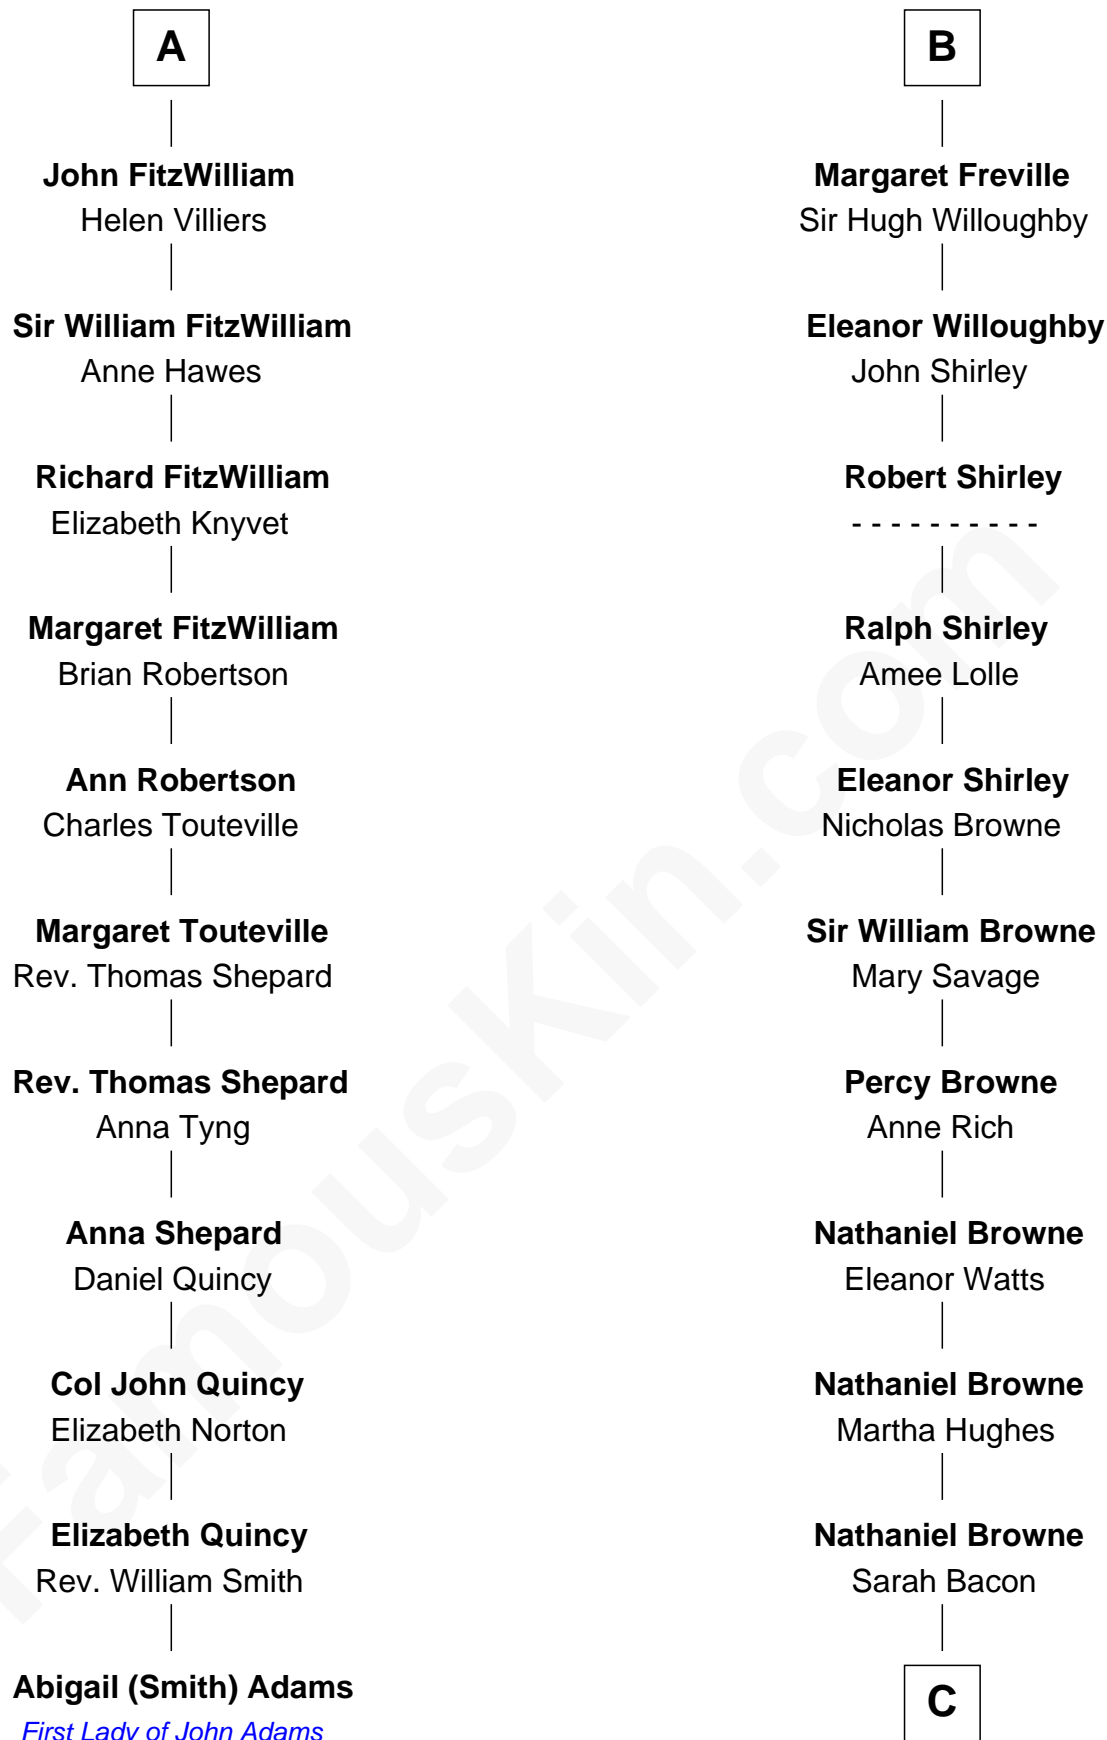 A
John FitzWilliam
Helen Villiers
Sir William FitzWilliam
Anne Hawes
Richard FitzWilliam
Elizabeth Knyvet
Margaret FitzWilliam
Brian Robertson
Ann Robertson
Charles Touteville
Margaret Touteville
Rev. Thomas Shepard
Rev. Thomas Shepard
Anna Tyng
Anna Shepard
Daniel Quincy
Col John Quincy
Elizabeth Norton
Elizabeth Quincy
Rev. William Smith
Abigail (Smith) Adams
First Lady of John Adams
B
Margaret Freville
Sir Hugh Willoughby
Eleanor Willoughby
John Shirley
Robert Shirley
- - - - - - - - - -
Ralph Shirley
Amee Lolle
Eleanor Shirley
Nicholas Browne
Sir William Browne
Mary Savage
Percy Browne
Anne Rich
Nathaniel Browne
Eleanor Watts
Nathaniel Browne
Martha Hughes
Nathaniel Browne
Sarah Bacon
C
FamousKin.com